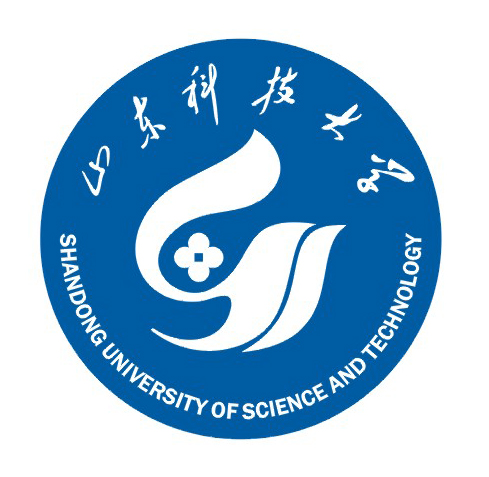 山东科技大学
SHANDONG UNIVERSITY OF SCIENCE AND TECHNOLOGY